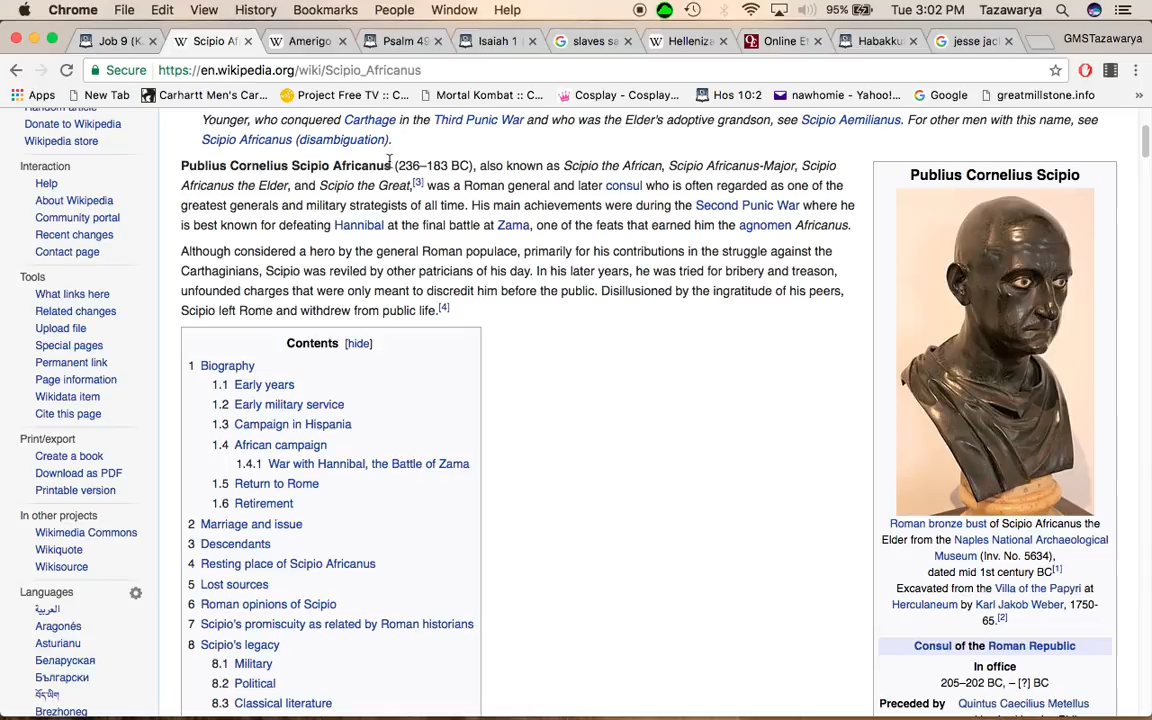 Chrome File Edit View History Bookmarks People Window Help 95% Tue 3:02 PM Tazawarya
Job 9 (K Scipio Af Amerigo Psalm 49 Isaiah 1 slaves sa Helleniza Online Et Habakku jesse jac GMSTazawarya
Secure https://en.wikipedia.org/wiki/Scipio_Africanus
Apps New Tab Carhartt Men's Car... Project Free TV :: C... Mortal Kombat :: C... Cosplay - Cosplay... Hos 10:2 nawhomie - Yahoo!... Google greatmillstone.info »
Random article
Donate to Wikipedia
Wikipedia store
Interaction
Help
About Wikipedia
Community portal
Recent changes
Contact page
Tools
What links here
Related changes
Upload file
Special pages
Permanent link
Page information
Wikidata item
Cite this page
Print/export
Create a book
Download as PDF
Printable version
In other projects
Wikimedia Commons
Wikiquote
Wikisource
Languages
العربية
Aragonés
Asturianu
Беларуская
Български
བོད་ཡིག
Brezhoneg
Younger, who conquered Carthage in the Third Punic War and who was the Elder's adoptive grandson, see Scipio Aemilianus. For other men with this name, see
Scipio Africanus (disambiguation).
Publius Cornelius Scipio Africanus (236–183 BC), also known as Scipio the African, Scipio Africanus-Major, Scipio
Africanus the Elder, and Scipio the Great,[3] was a Roman general and later consul who is often regarded as one of the
greatest generals and military strategists of all time. His main achievements were during the Second Punic War where he
is best known for defeating Hannibal at the final battle at Zama, one of the feats that earned him the agnomen Africanus.
Although considered a hero by the general Roman populace, primarily for his contributions in the struggle against the
Carthaginians, Scipio was reviled by other patricians of his day. In his later years, he was tried for bribery and treason,
unfounded charges that were only meant to discredit him before the public. Disillusioned by the ingratitude of his peers,
Scipio left Rome and withdrew from public life.[4]
Contents [hide]
1 Biography
1.1 Early years
1.2 Early military service
1.3 Campaign in Hispania
1.4 African campaign
1.4.1 War with Hannibal, the Battle of Zama
1.5 Return to Rome
1.6 Retirement
2 Marriage and issue
3 Descendants
4 Resting place of Scipio Africanus
5 Lost sources
6 Roman opinions of Scipio
7 Scipio's promiscuity as related by Roman historians
8 Scipio's legacy
8.1 Military
8.2 Political
8.3 Classical literature
Publius Cornelius Scipio
Roman bronze bust of Scipio Africanus the
Elder from the Naples National Archaeological
Museum (Inv. No. 5634),
dated mid 1st century BC[1]
Excavated from the Villa of the Papyri at
Herculaneum by Karl Jakob Weber, 1750-
65.[2]
Consul of the Roman Republic
In office
205–202 BC, – [?] BC
Preceded by Quintus Caecilius Metellus